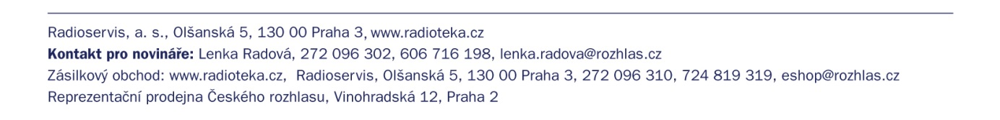 Radioservis, a. s., Olšanská 5, 130 00 Praha 3, www.radioteka.cz
Kontakt pro novináře: Lenka Radová, 272 096 302, 606 716 198, lenka.radova@rozhlas.cz
Zásilkový obchod: www.radioteka.cz, Radioservis, Olšanská 5, 130 00 Praha 3, 272 096 310, 724 819 319, eshop@rozhlas.cz
Reprezentační prodejna Českého rozhlasu, Vinohradská 12, Praha 2